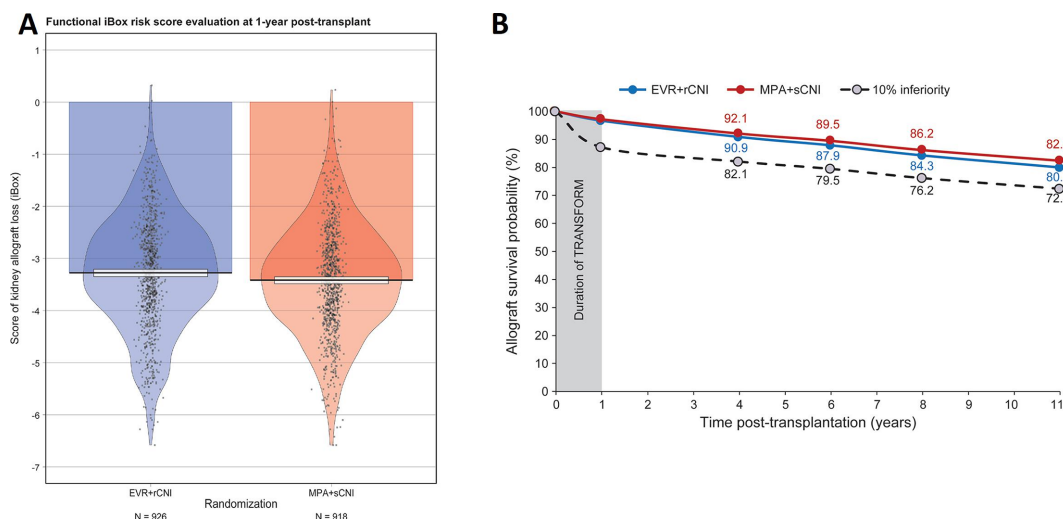 A
Functional iBox risk score evaluation at 1-year post-transplant
Score of kidney allograft loss (iBox)
1
0
-1
-2
-3
-4
-5
-6
-7
EVR+rCNI
MPA+sCNI
Randomization
N = 926
N = 918
B
EVR+rCNI
MPA+sCNI
10% inferiority
Allograft survival probability (%)
100
90
80
70
60
50
40
30
20
10
0
Duration of TRANSFORM
92.1
89.5
86.2
82.
90.9
87.9
84.3
80.
82.1
79.5
76.2
72.
0 1 2 3 4 5 6 7 8 9 10 11
Time post-transplantation (years)